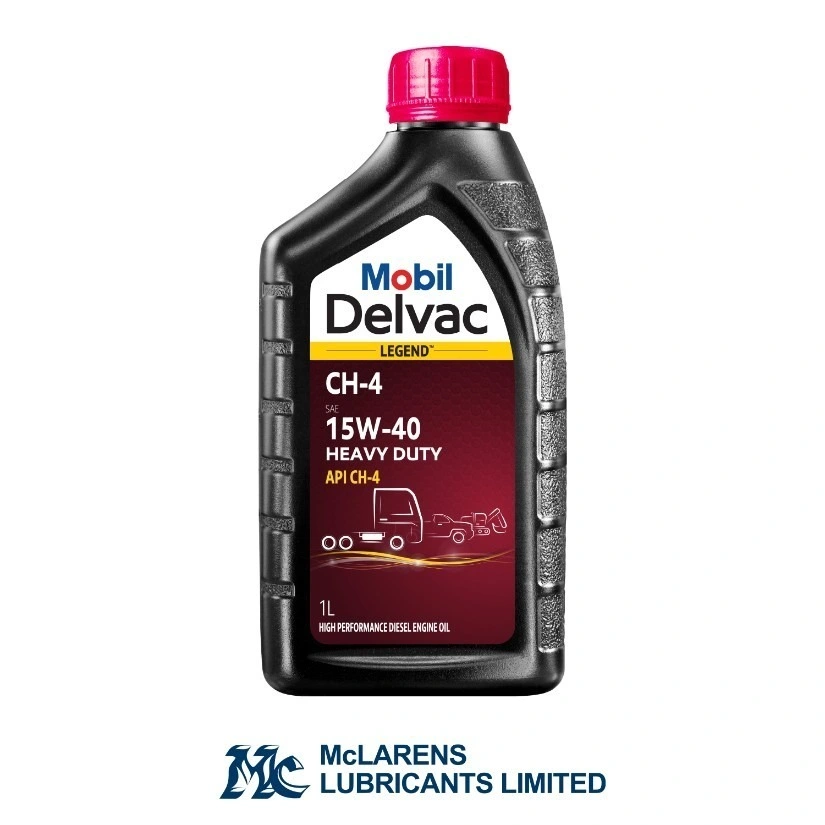 Mobil
Delvac
LEGEND™
CH-4
SAE
15W-40
HEAVY DUTY
API CH-4
1L
HIGH PERFORMANCE DIESEL ENGINE OIL
Mc McLARENS
LUBRICANTS LIMITED